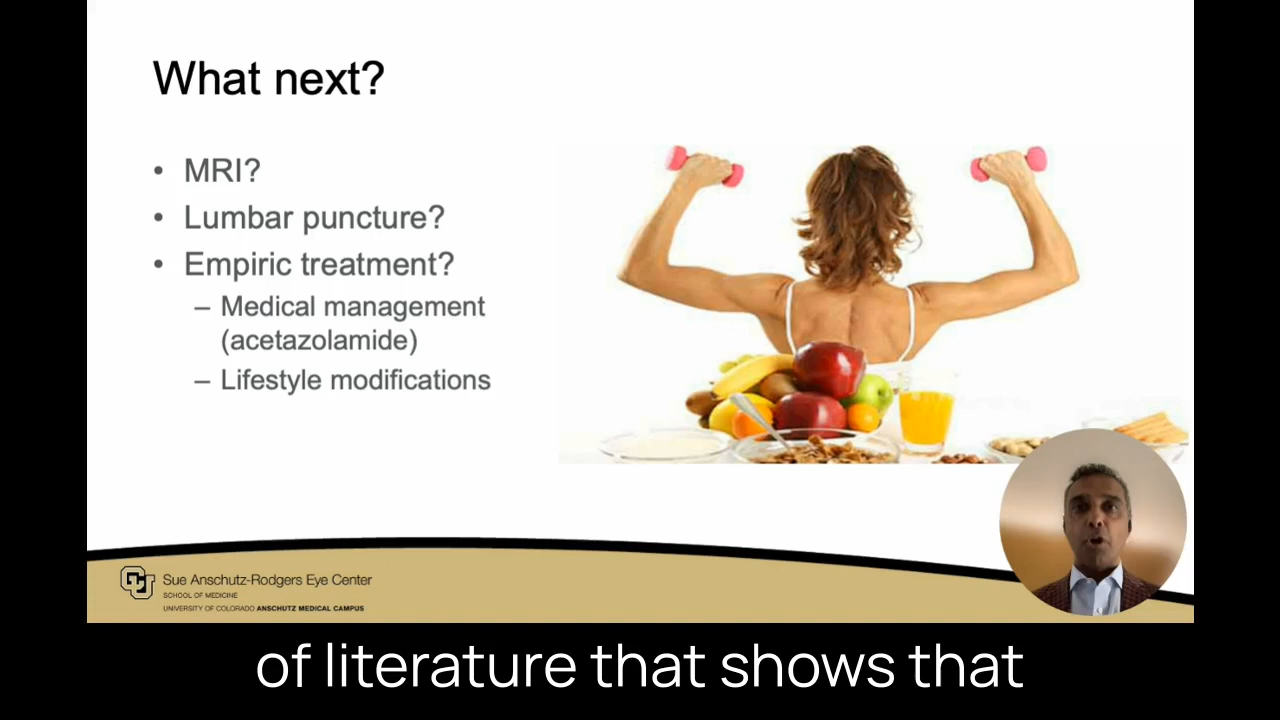 What next?
• MRI?
• Lumbar puncture?
• Empiric treatment?
– Medical management
(acetazolamide)
– Lifestyle modifications
CU
Sue Anschutz-Rodgers Eye Center
SCHOOL OF MEDICINE
UNIVERSITY OF COLORADO ANSCHUTZ MEDICAL CAMPUS
of literature that shows that